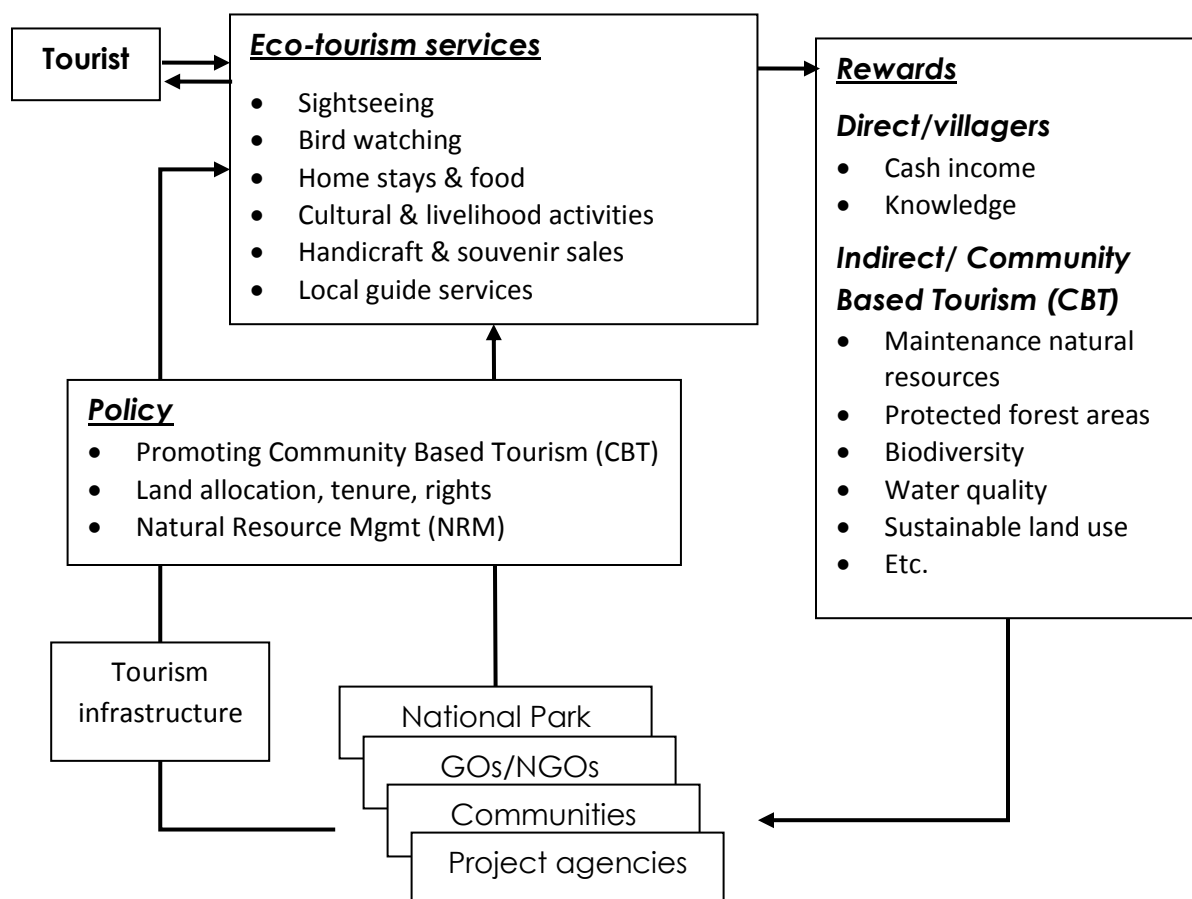 Tourist
Eco-tourism services
• Sightseeing
• Bird watching
• Home stays & food
• Cultural & livelihood activities
• Handicraft & souvenir sales
• Local guide services
Rewards
Direct/villagers
• Cash income
• Knowledge
Indirect/ Community
Based Tourism (CBT)
• Maintenance natural
resources
• Protected forest areas
• Biodiversity
• Water quality
• Sustainable land use
• Etc.
Policy
• Promoting Community Based Tourism (CBT)
• Land allocation, tenure, rights
• Natural Resource Mgmt (NRM)
Tourism
infrastructure
National Park
GOs/NGOs
Communities
Project agencies